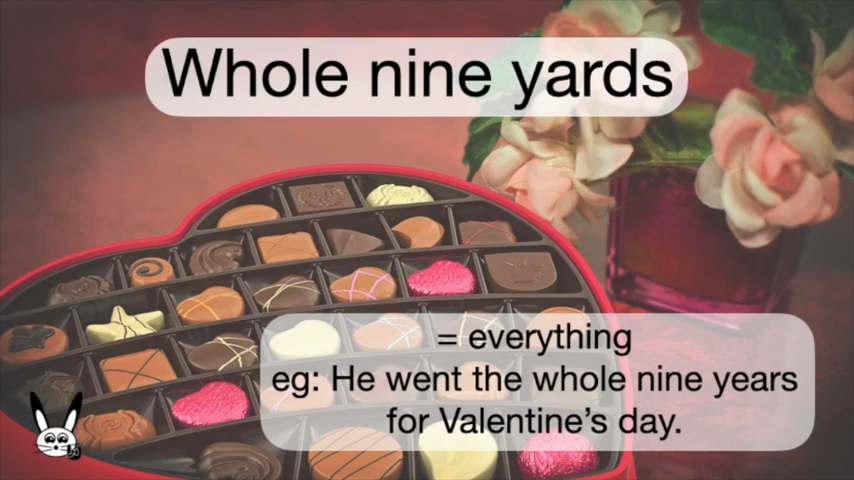 Whole nine yards
= everything
eg: He went the whole nine years
for Valentine's day.